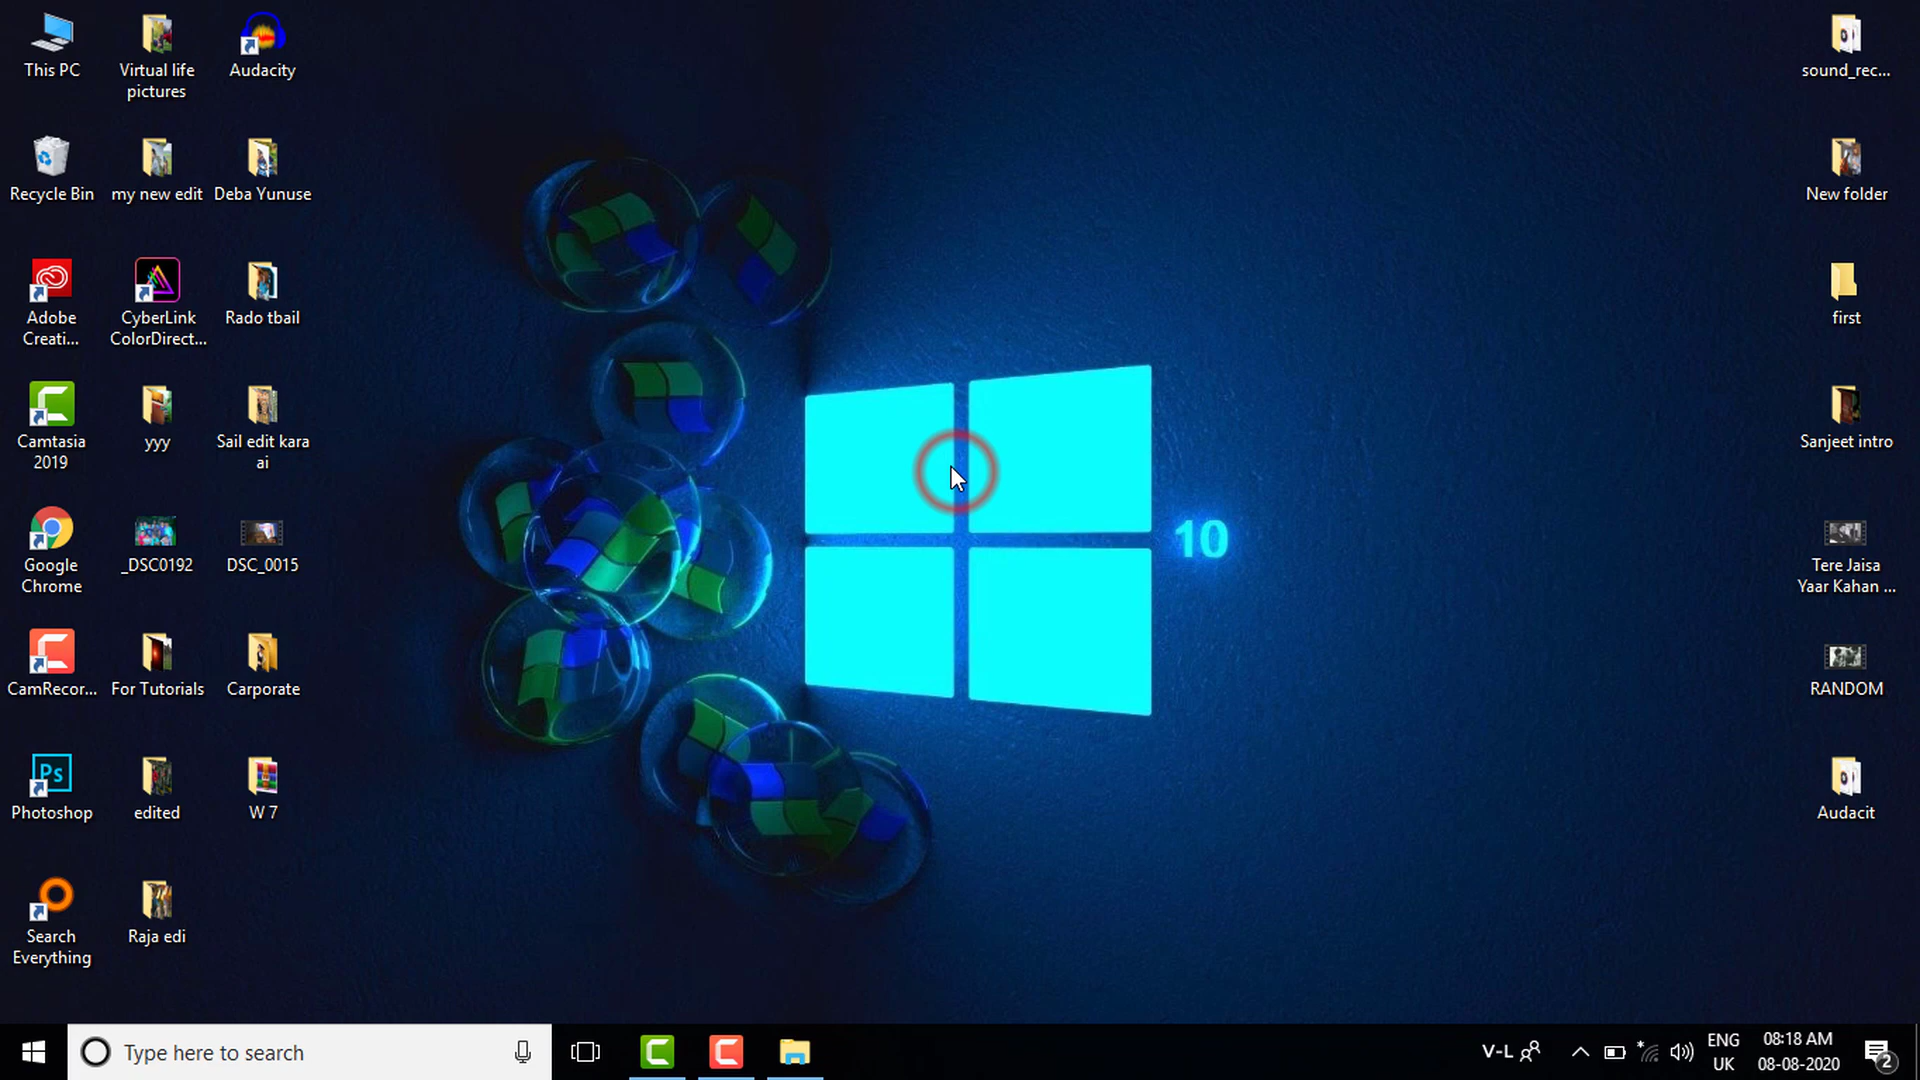 This PC
Virtual life
pictures
Audacity
sound_rec...
Recycle Bin
my new edit
Deba Yunuse
New folder
Adobe
Creati...
CyberLink
ColorDirect...
Rado tbail
first
Camtasia
2019
yyy
Sail edit kara
ai
Sanjeet intro
Google
Chrome
_DSC0192
DSC_0015
Tere Jaisa
Yaar Kahan ...
10
CamRecor...
For Tutorials
Carporate
RANDOM
Ps
Photoshop
edited
W 7
Audacit
Search
Everything
Raja edi
Type here to search
V-L
ENG
UK
08:18 AM
08-08-2020
2